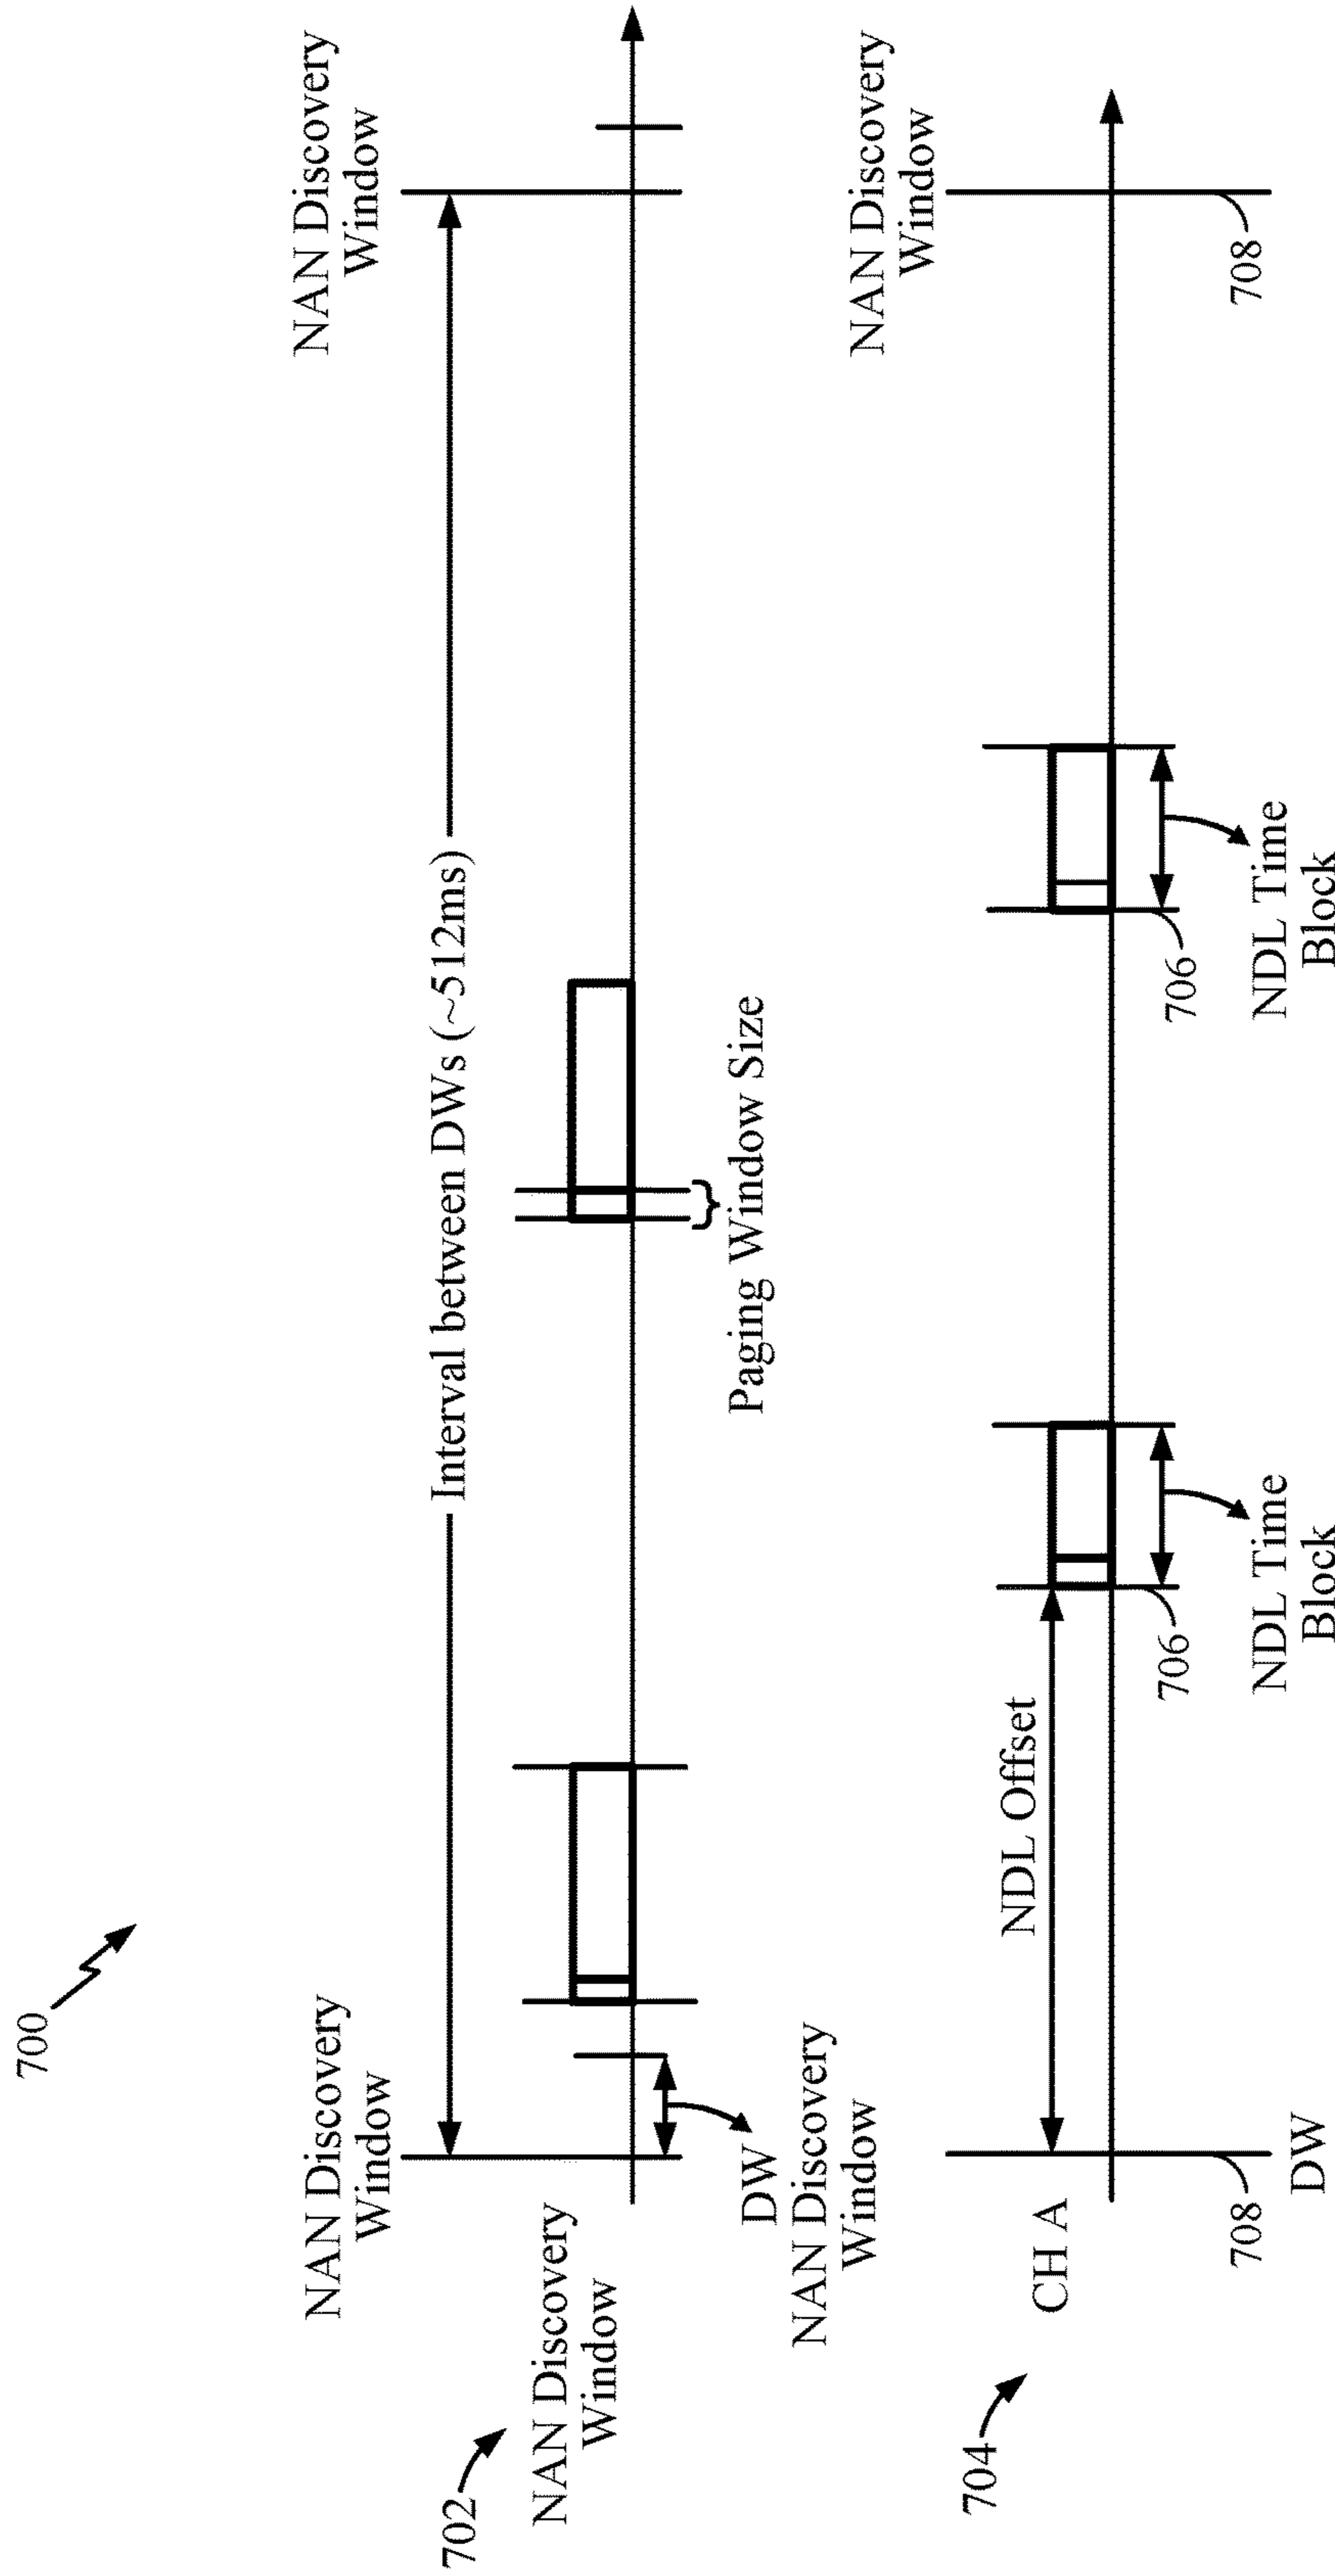 700
NAN Discovery
Window
NAN Discovery
Window
Interval between DWs (~512ms)
702
NAN Discovery
Window
DW
NAN Discovery
Window
Paging Window Size
704
CH A
NDL Offset
NAN Discovery
Window
706
706
708
708
DW
NDL Time
Block
NDL Time
Block